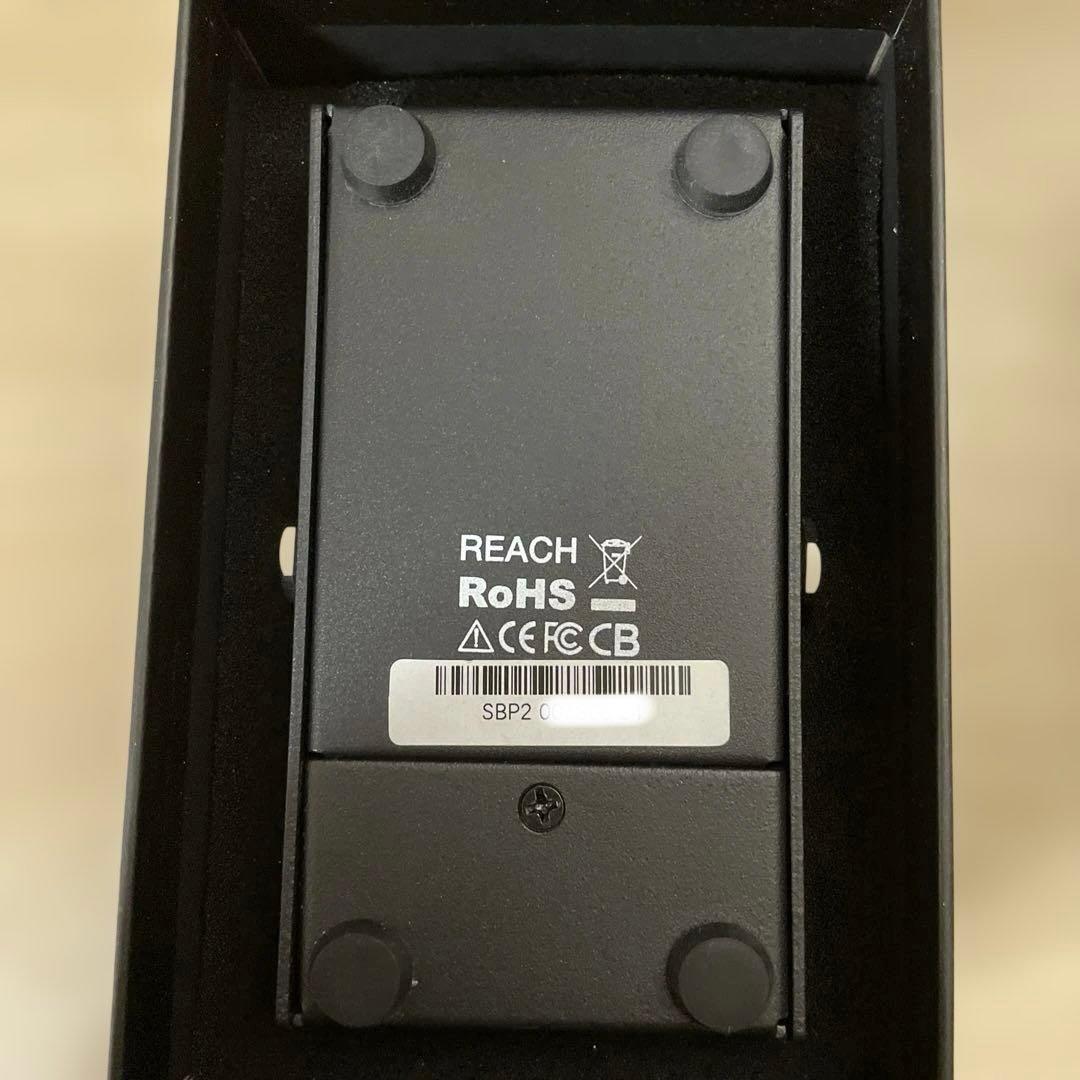 REACH
RoHS
CE FC CB
SBP2 0